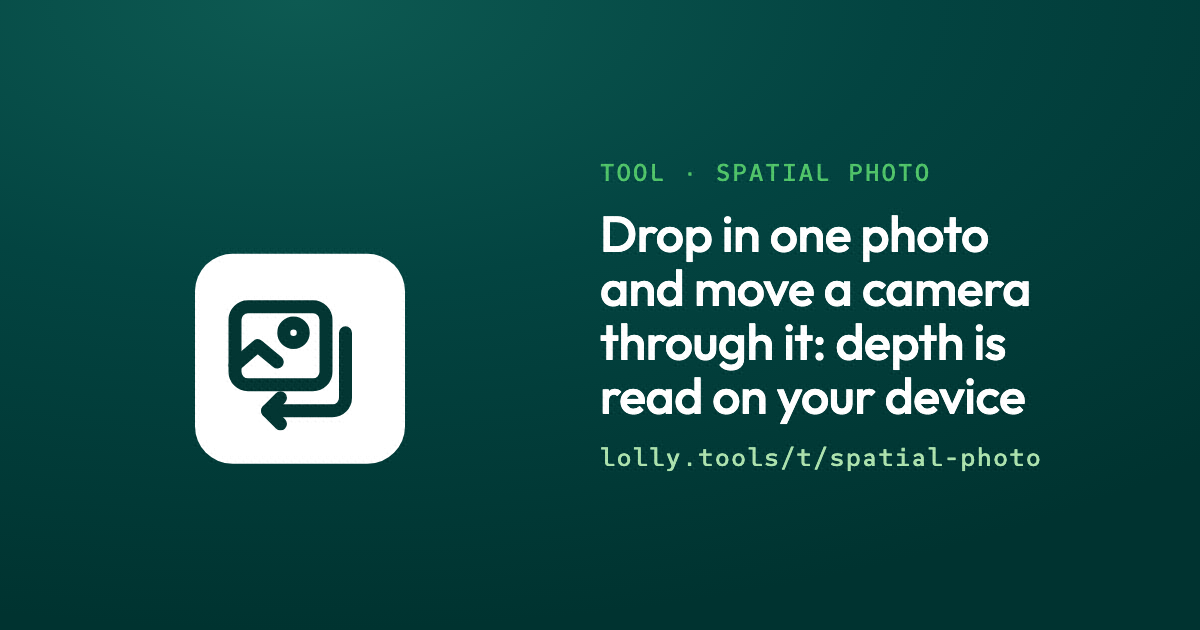 TOOL · SPATIAL PHOTO
Drop in one photo
and move a camera
through it: depth is
read on your device
lolly.tools/t/spatial-photo